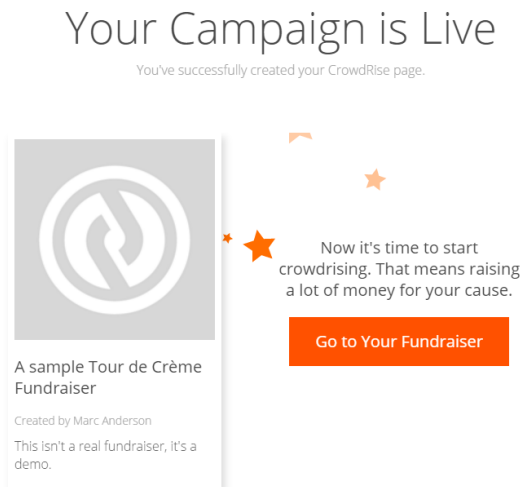 Your Campaign is Live
You've successfully created your CrowdRise page.
Now it's time to start
crowdrising. That means raising
a lot of money for your cause.
Go to Your Fundraiser
A sample Tour de Crème
Fundraiser
Created by Marc Anderson
This isn't a real fundraiser, it's a
demo.